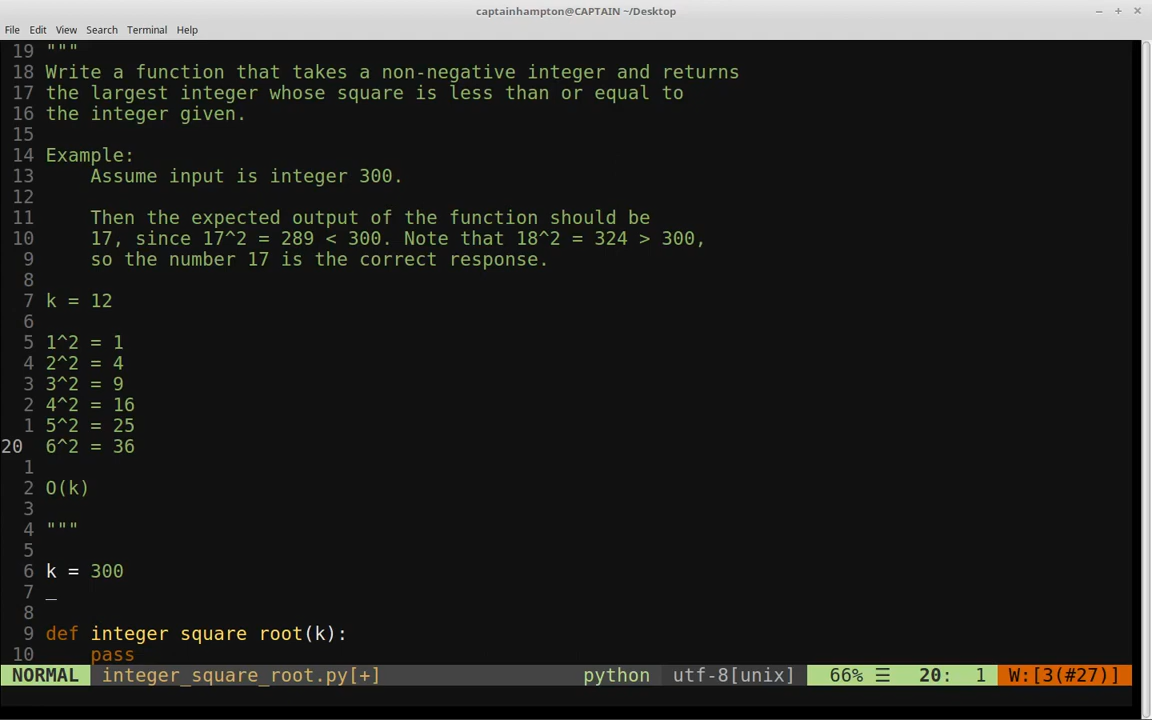 captainhampton@CAPTAIN ~/Desktop
File Edit View Search Terminal Help
19 """
18 Write a function that takes a non-negative integer and returns
17 the largest integer whose square is less than or equal to
16 the integer given.
15
14 Example:
13     Assume input is integer 300.
12
11     Then the expected output of the function should be
10     17, since 17^2 = 289 < 300. Note that 18^2 = 324 > 300,
9     so the number 17 is the correct response.
8
7 k = 12
6
5 1^2 = 1
4 2^2 = 4
3 3^2 = 9
2 4^2 = 16
1 5^2 = 25
20 6^2 = 36
1
2 O(k)
3
4 """
5
6 k = 300
7 _
8
9 def integer square root(k):
10     pass
NORMAL integer_square_root.py[+] python utf-8[unix] 66% ☰ 20: 1 W:[3(#27)]